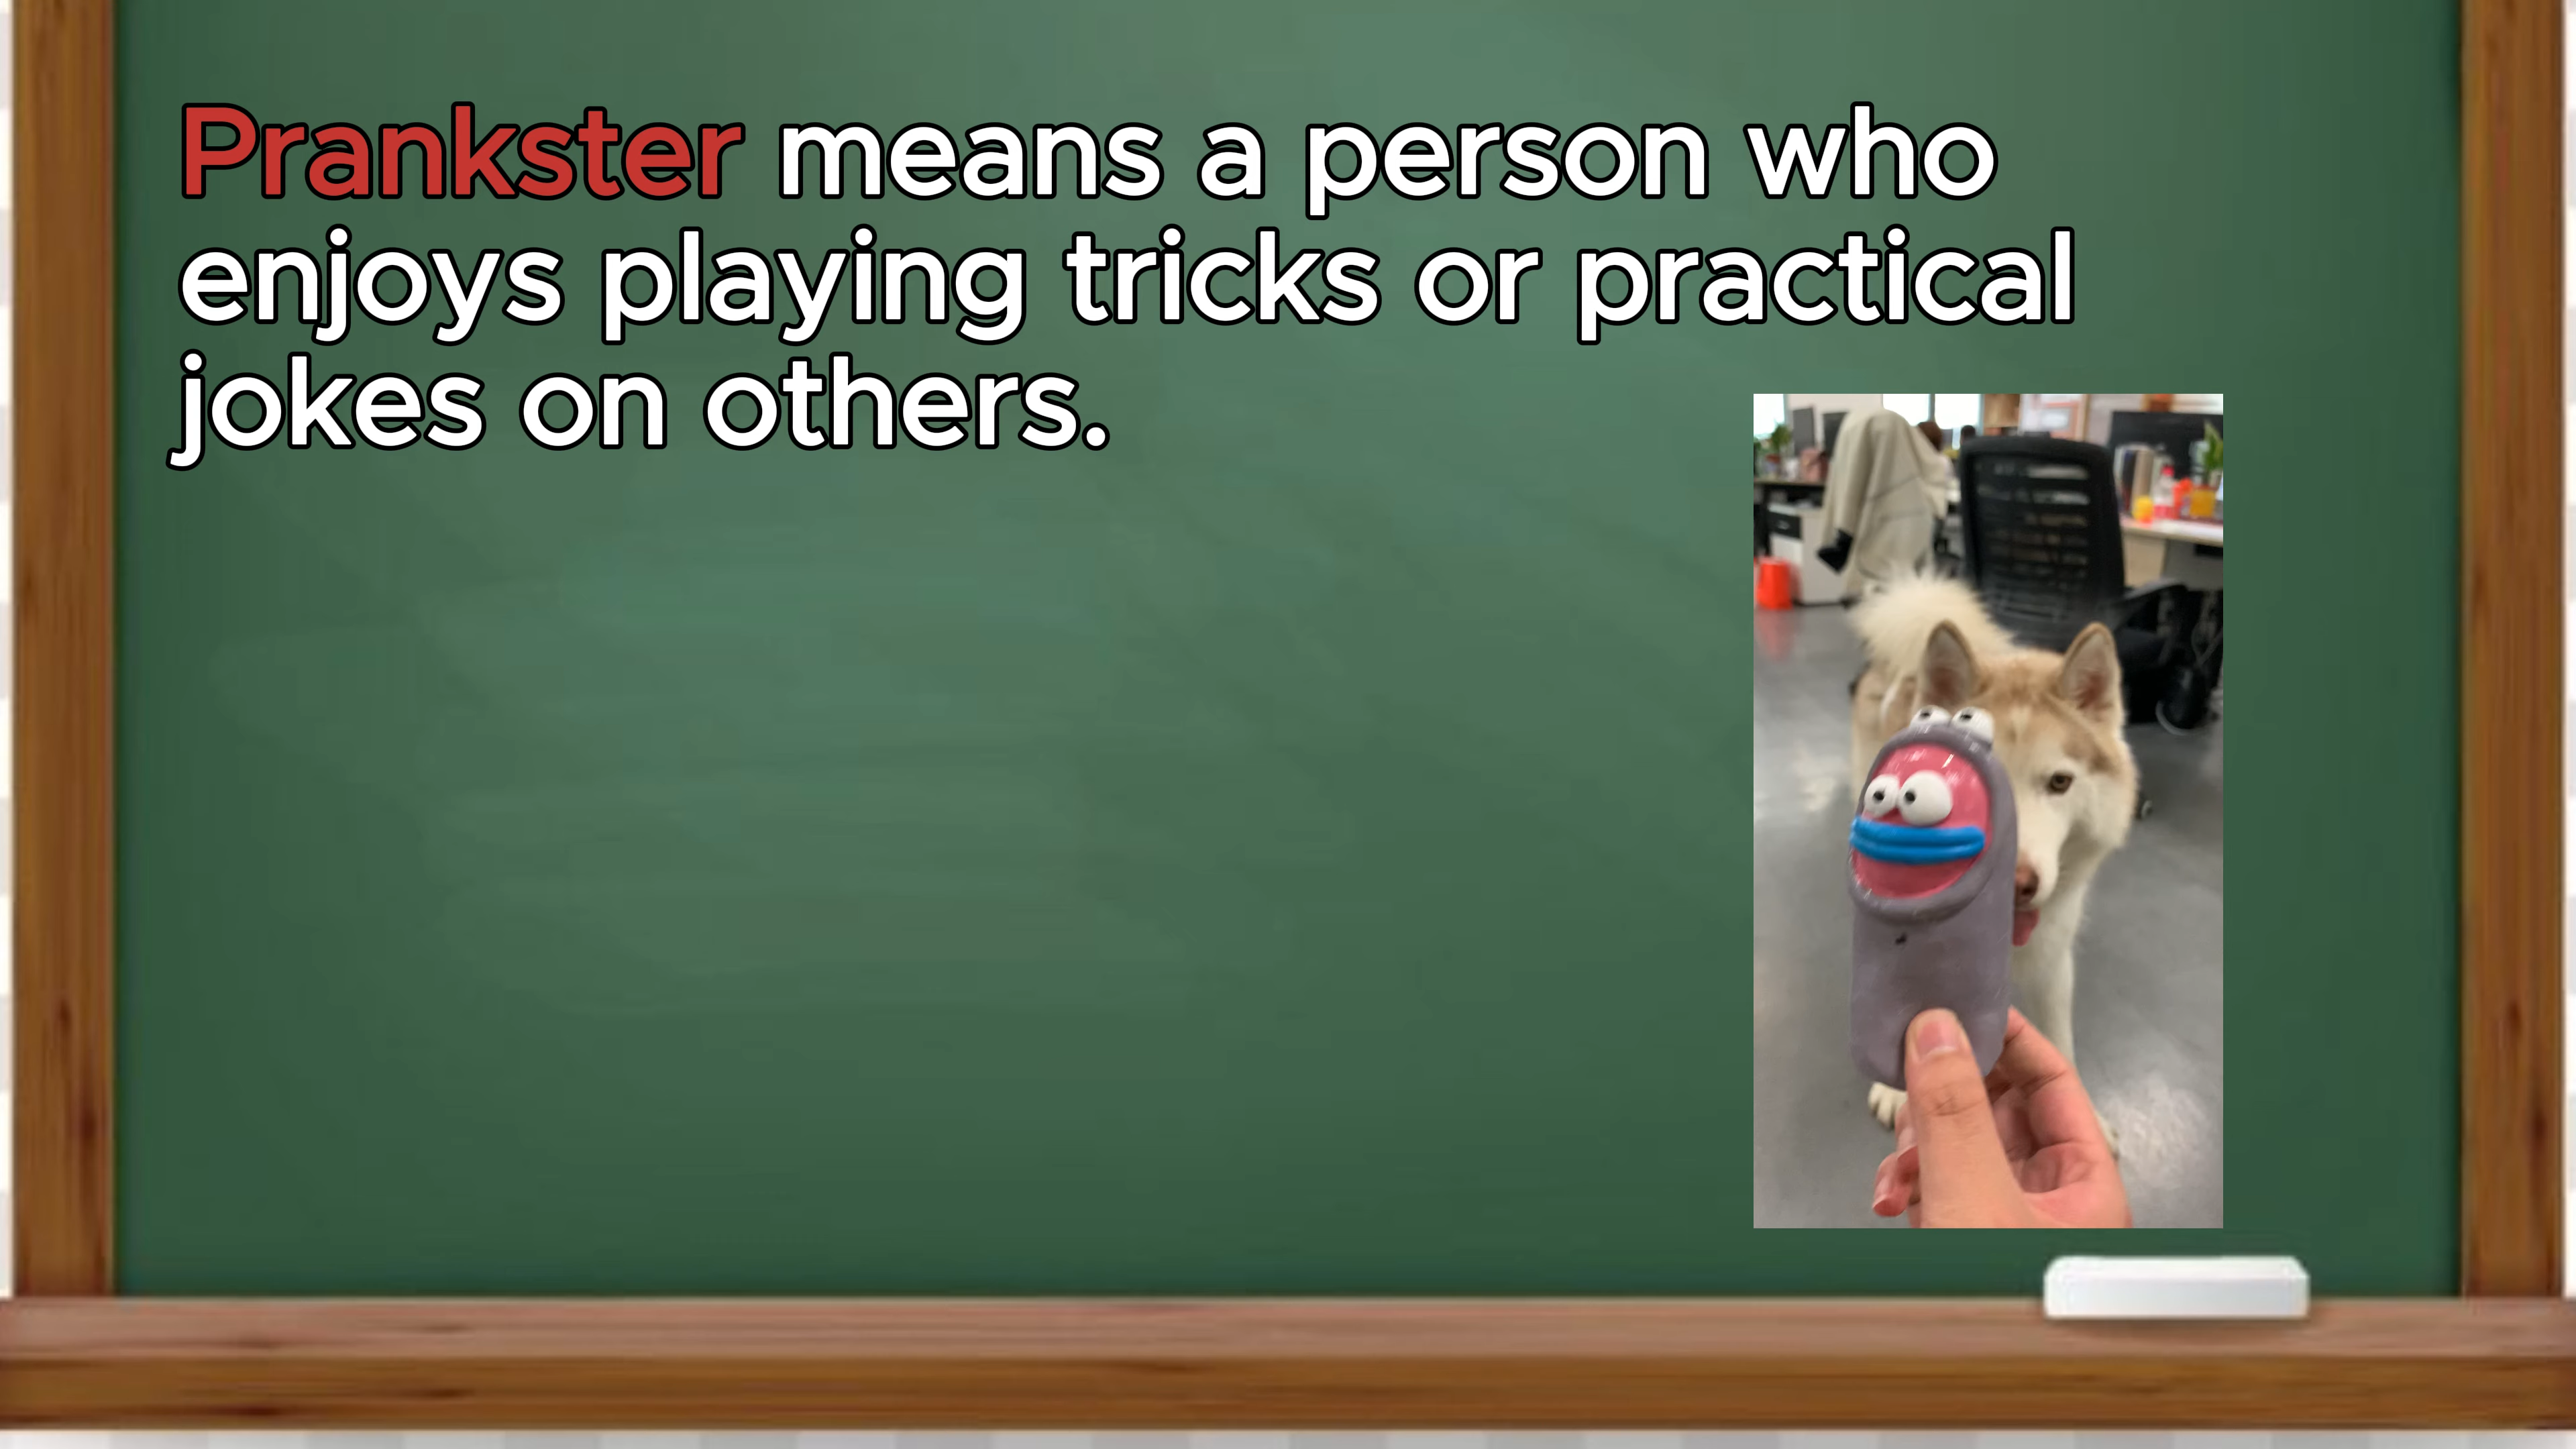 Prankster means a person who
enjoys playing tricks or practical
jokes on others.